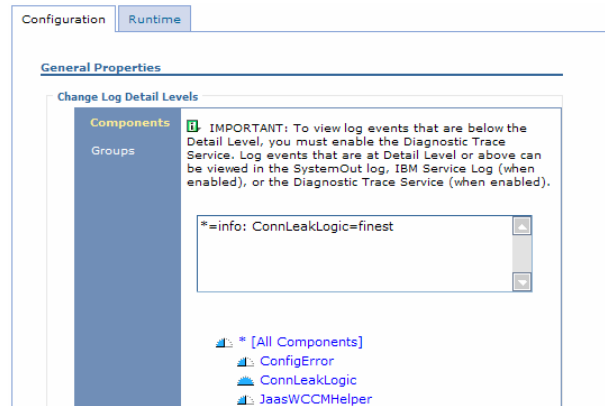 Configuration
Runtime
General Properties
Change Log Detail Levels
Components
Groups
IMPORTANT: To view log events that are below the
Detail Level, you must enable the Diagnostic Trace
Service. Log events that are at Detail Level or above can
be viewed in the SystemOut log, IBM Service Log (when
enabled), or the Diagnostic Trace Service (when enabled).
*=info: ConnLeakLogic=finest
* [All Components]
ConfigError
ConnLeakLogic
JaasWCCMHelper